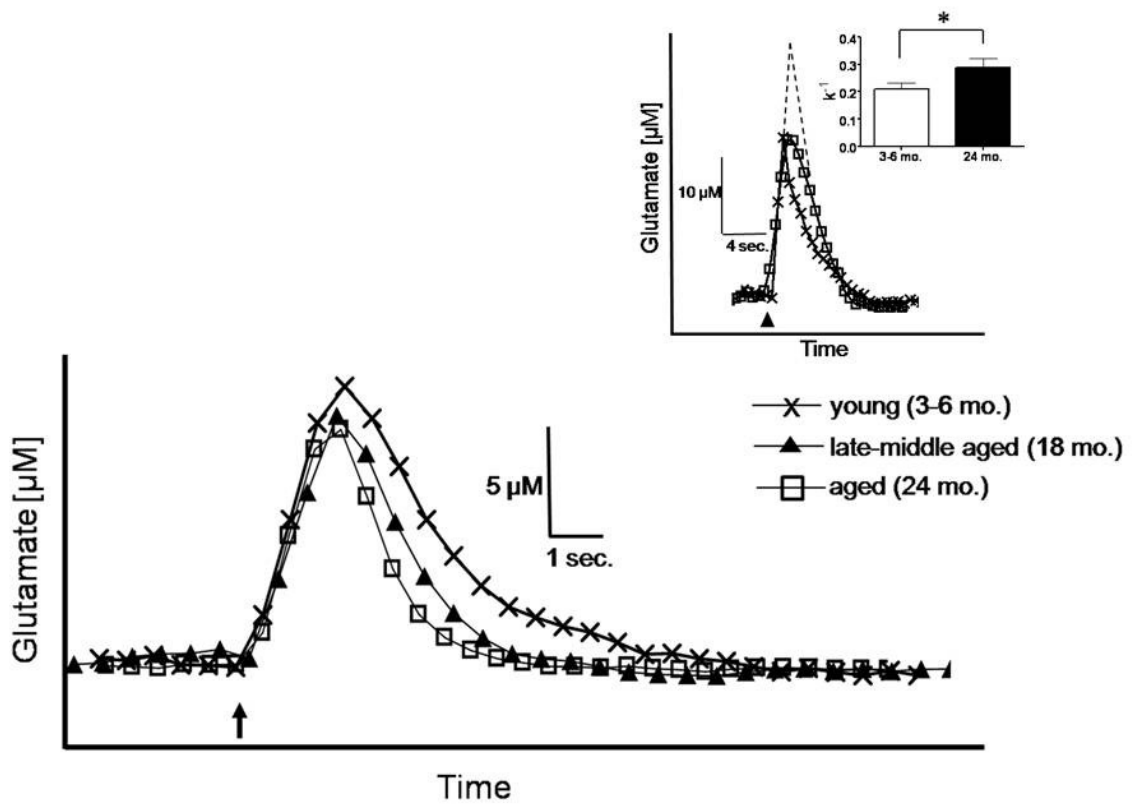 *
0.4
0.3
0.2
0.1
0.0
k⁻¹
3-6 mo.
24 mo.
Glutamate [µM]
10 µM
4 sec.
Time
young (3-6 mo.)
late-middle aged (18 mo.)
aged (24 mo.)
Glutamate [µM]
5 µM
1 sec.
Time